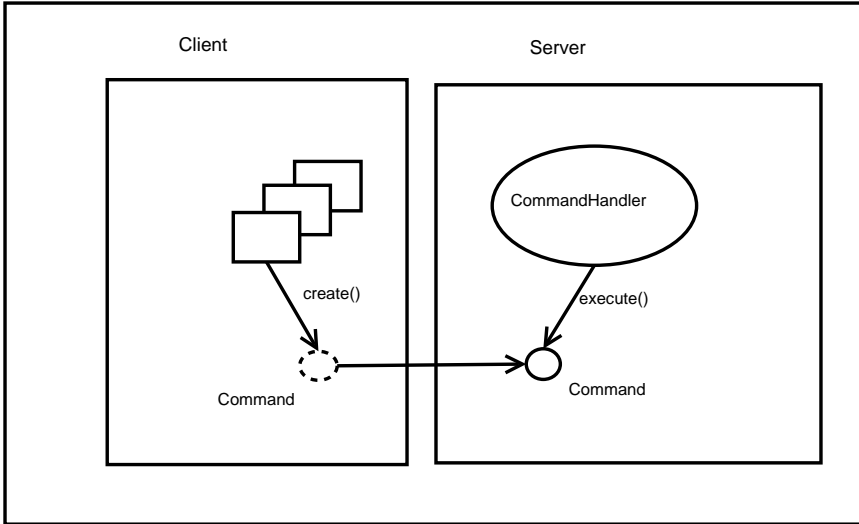 Client
Server
CommandHandler
create()
execute()
Command
Command